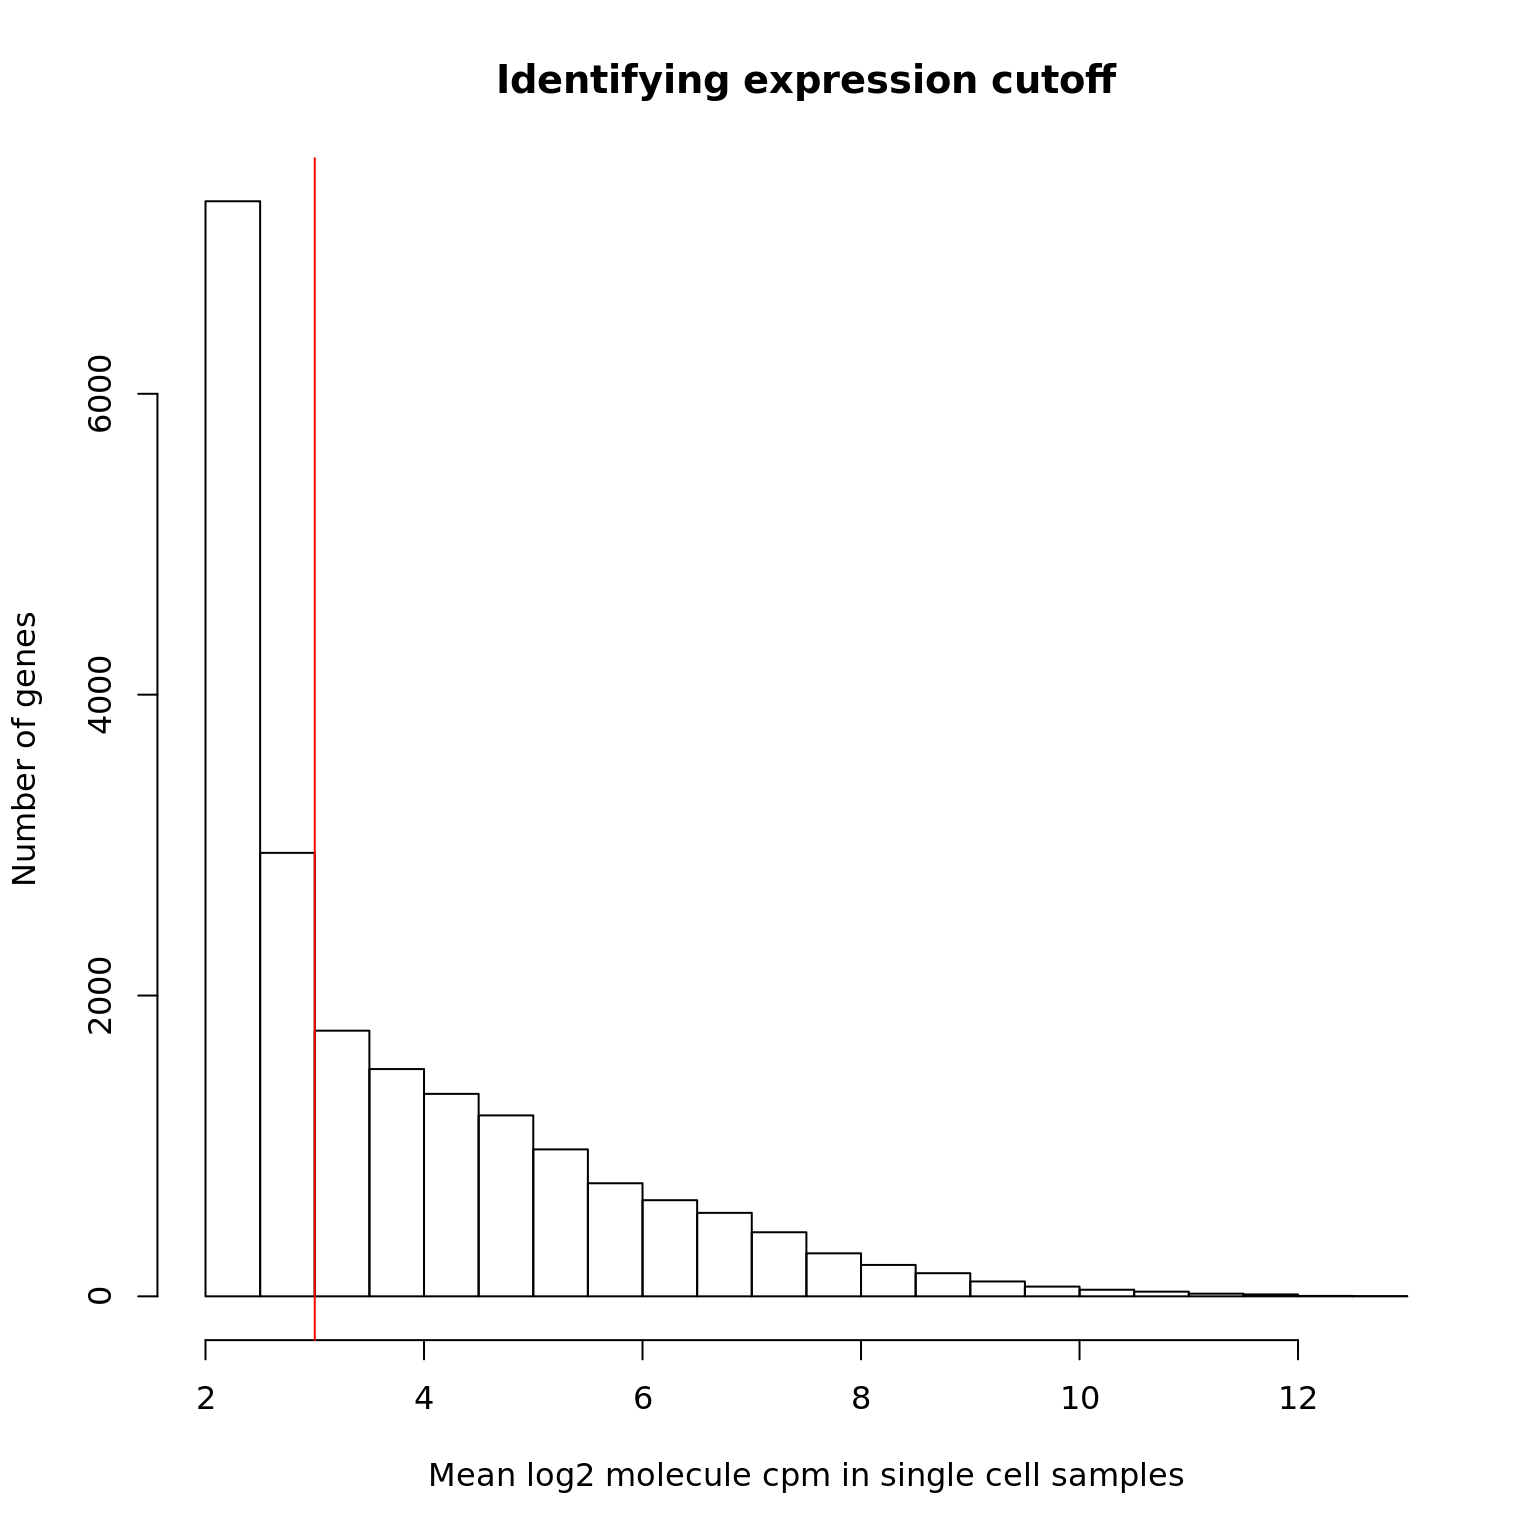 Identifying expression cutoff
Number of genes
6000
4000
2000
0
2 4 6 8 10 12
Mean log2 molecule cpm in single cell samples